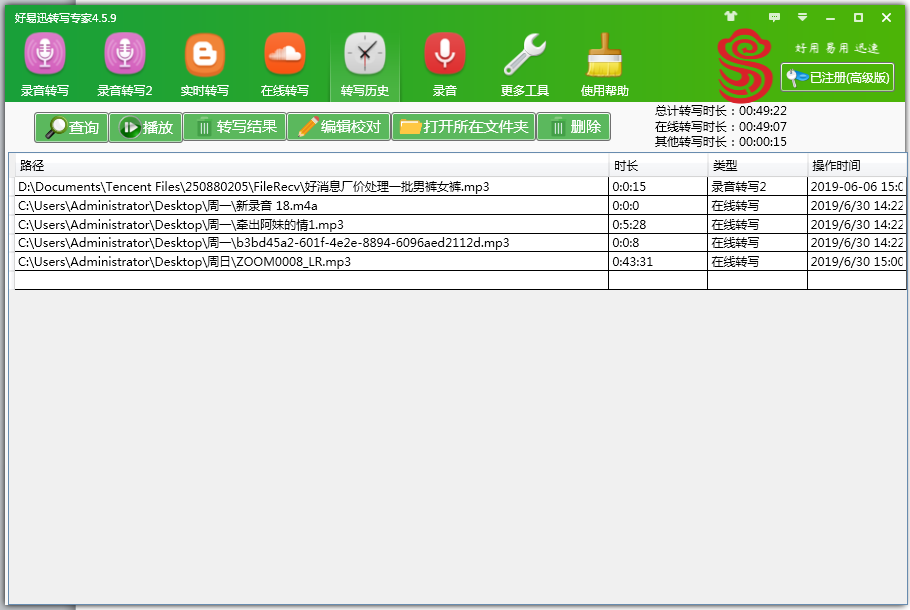 好易迅转写专家4.5.9
录音转写 录音转写2 实时转写 在线转写 转写历史 录音 更多工具 使用帮助
好用 易用 迅速
已注册(高级版)
查询 播放 转写结果 编辑校对 打开所在文件夹 删除
总计转写时长：00:49:22
在线转写时长：00:49:07
其他转写时长：00:00:15
路径 时长 类型 操作时间
D:\Documents\Tencent Files\250880205\FileRecv\好消息厂价处理一批男裤女裤.mp3 0:0:15 录音转写2 2019-06-06 15:0
C:\Users\Administrator\Desktop\周一\新录音 18.m4a 0:0:0 在线转写 2019/6/30 14:22
C:\Users\Administrator\Desktop\周一\牵出阿妹的情1.mp3 0:5:28 在线转写 2019/6/30 14:22
C:\Users\Administrator\Desktop\周一\b3bd45a2-601f-4e2e-8894-6096aed2112d.mp3 0:0:8 在线转写 2019/6/30 14:22
C:\Users\Administrator\Desktop\周日\ZOOM0008_LR.mp3 0:43:31 在线转写 2019/6/30 15:00